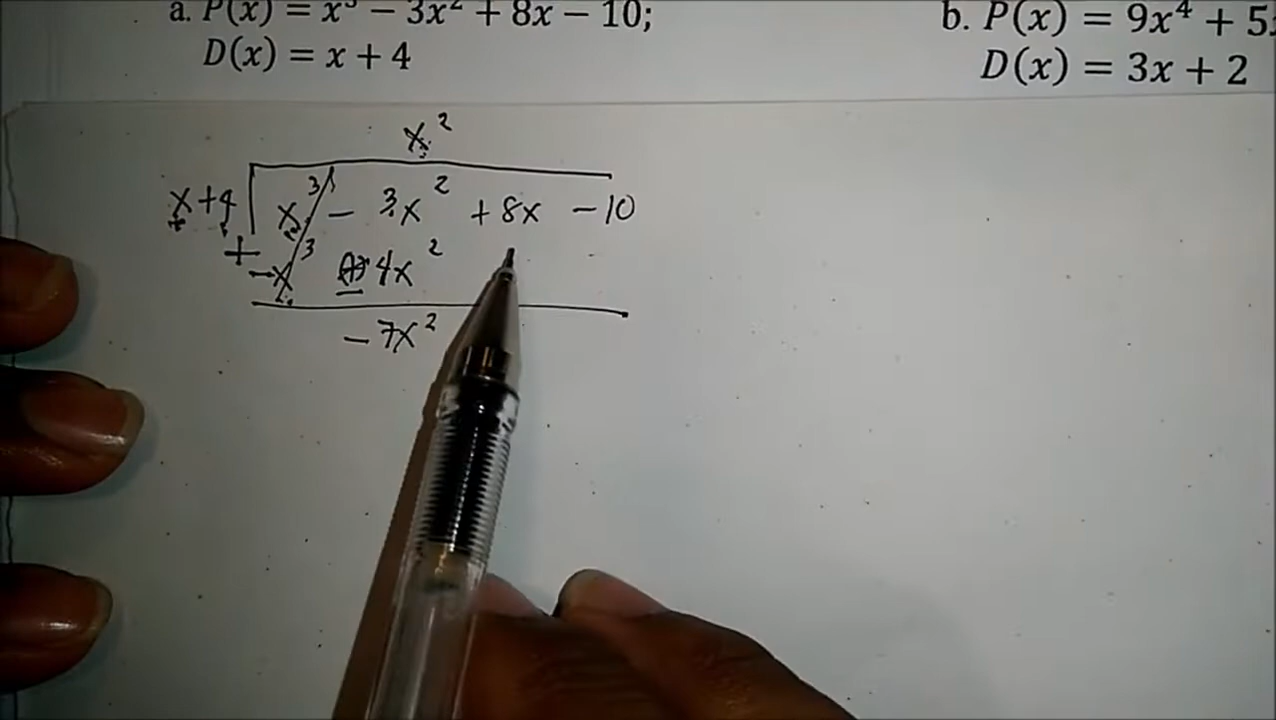 a. P(x) = x³ − 3x² + 8x − 10;
D(x) = x + 4
b. P(x) = 9x⁴ + 5
D(x) = 3x + 2
x²
x+4 x³ − 3x² + 8x − 10
+ −x³ 4x²
− 7x²